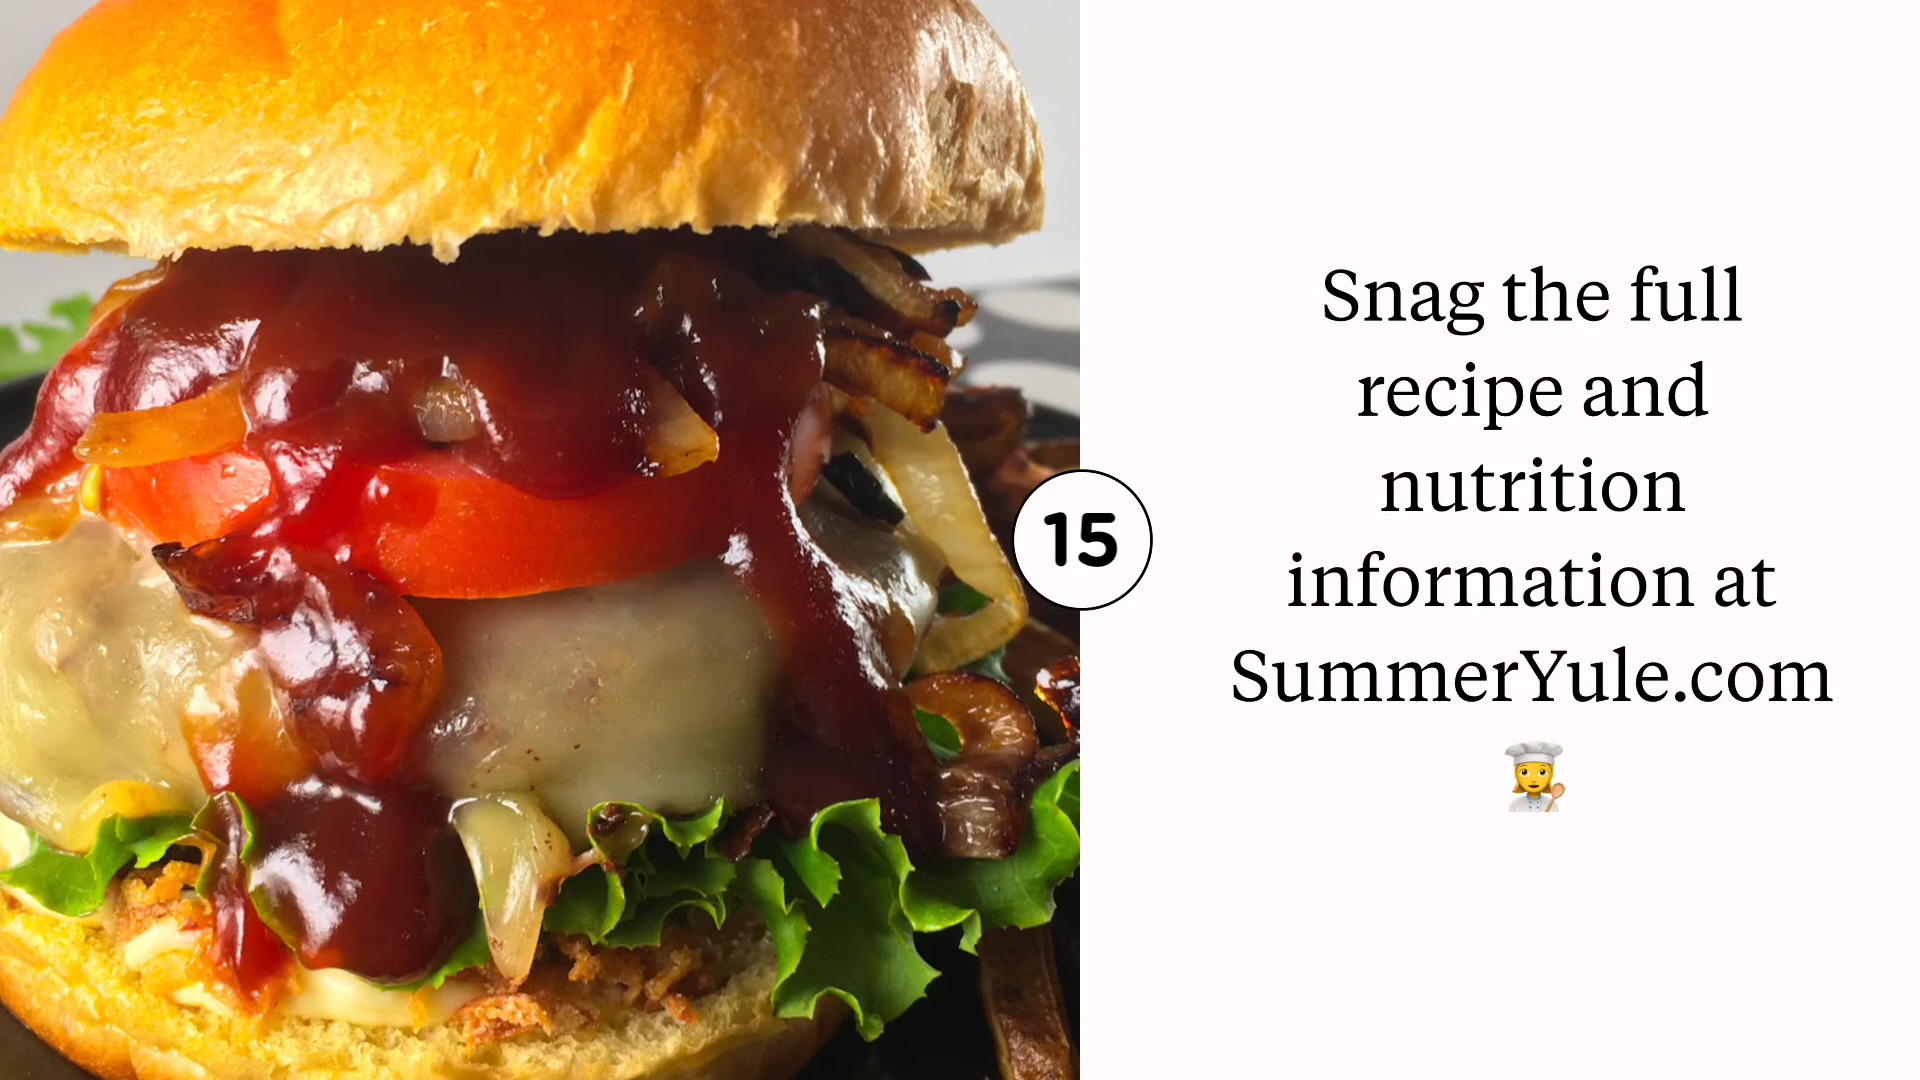 15
Snag the full
recipe and
nutrition
information at
SummerYule.com